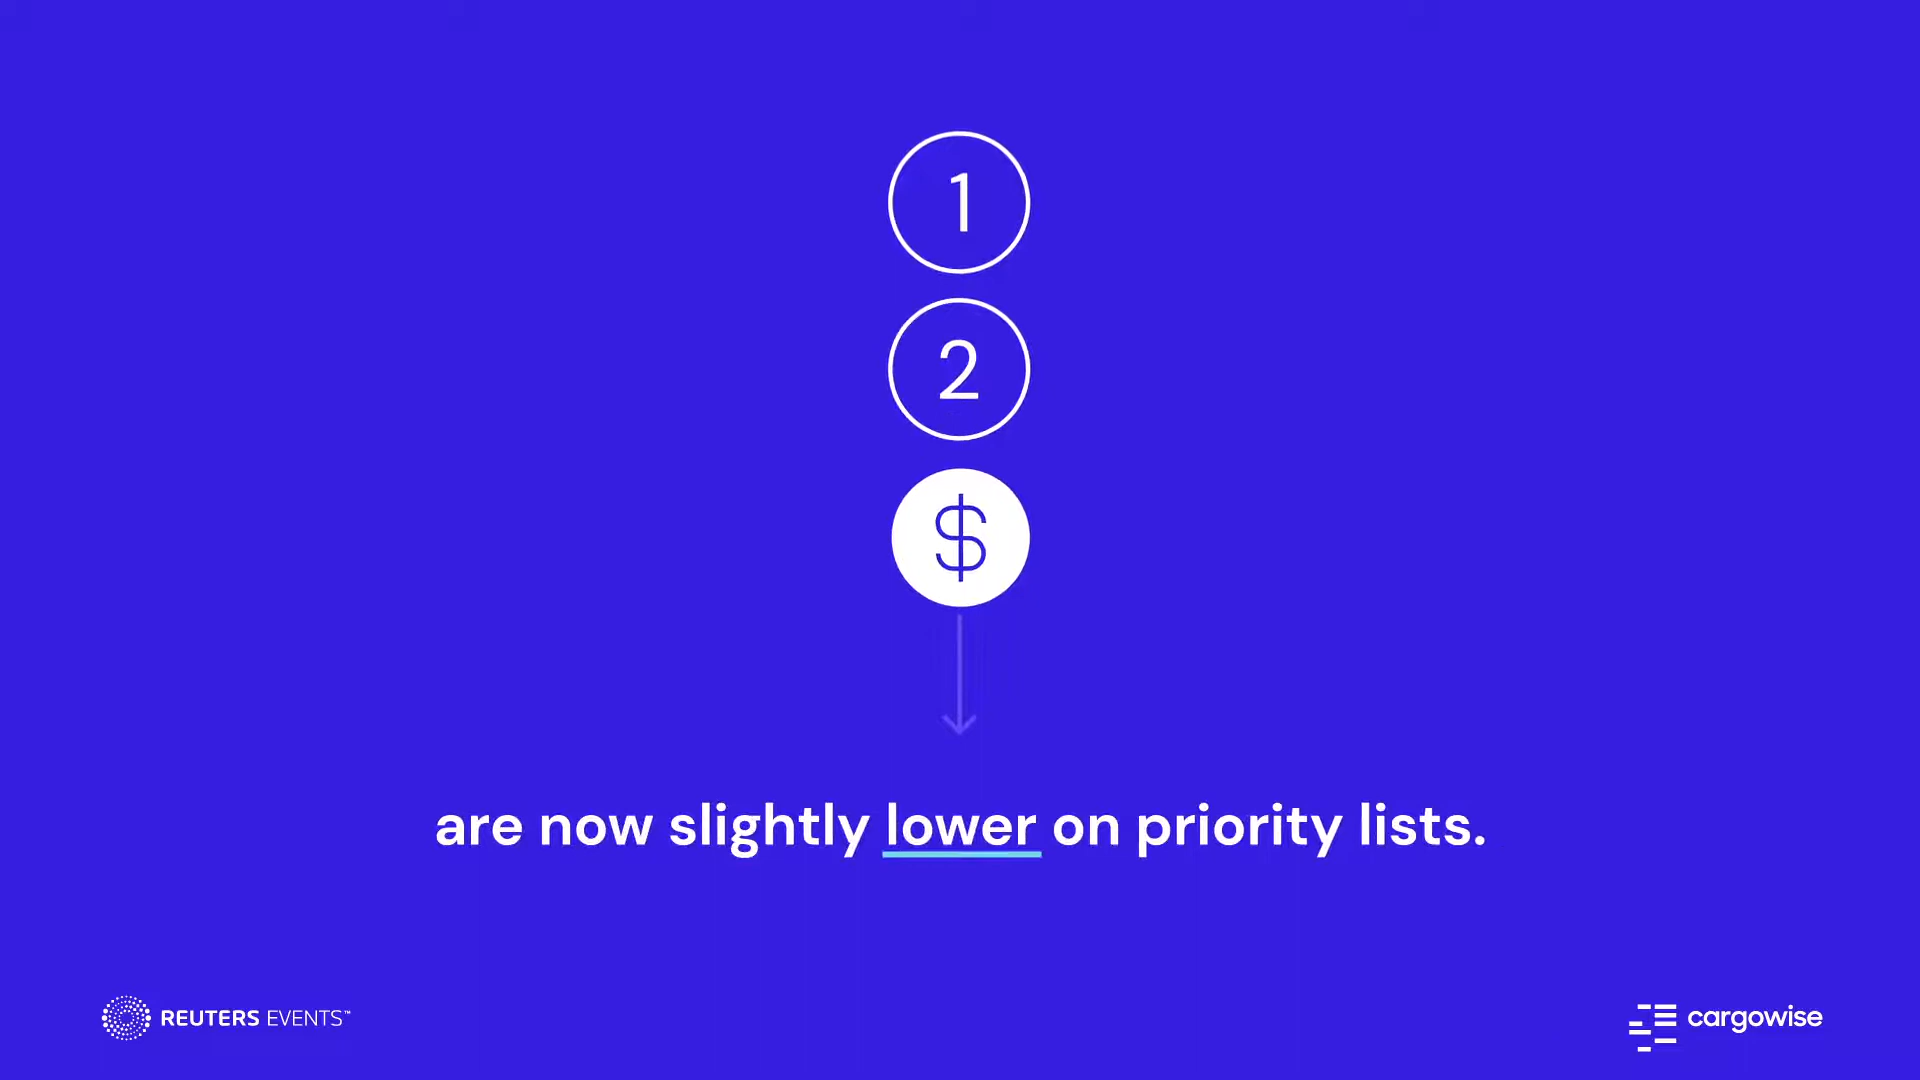 1
2
$
are now slightly lower on priority lists.
REUTERS EVENTS™
cargowise